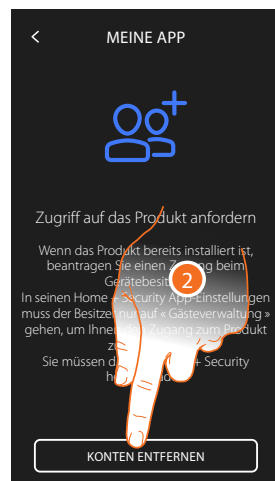 MEINE APP
Zugriff auf das Produkt anfordern
Wenn das Produkt bereits installiert ist,
beantragen Sie einen Zugang beim
Gerätebesit
2
In seinen Home + Security App-Einstellungen
muss der Besitzer nur auf « Gästeverwaltung »
gehen, um Ihnen den Zugang zum Produkt
Sie müssen + Security
KONTEN ENTFERNEN